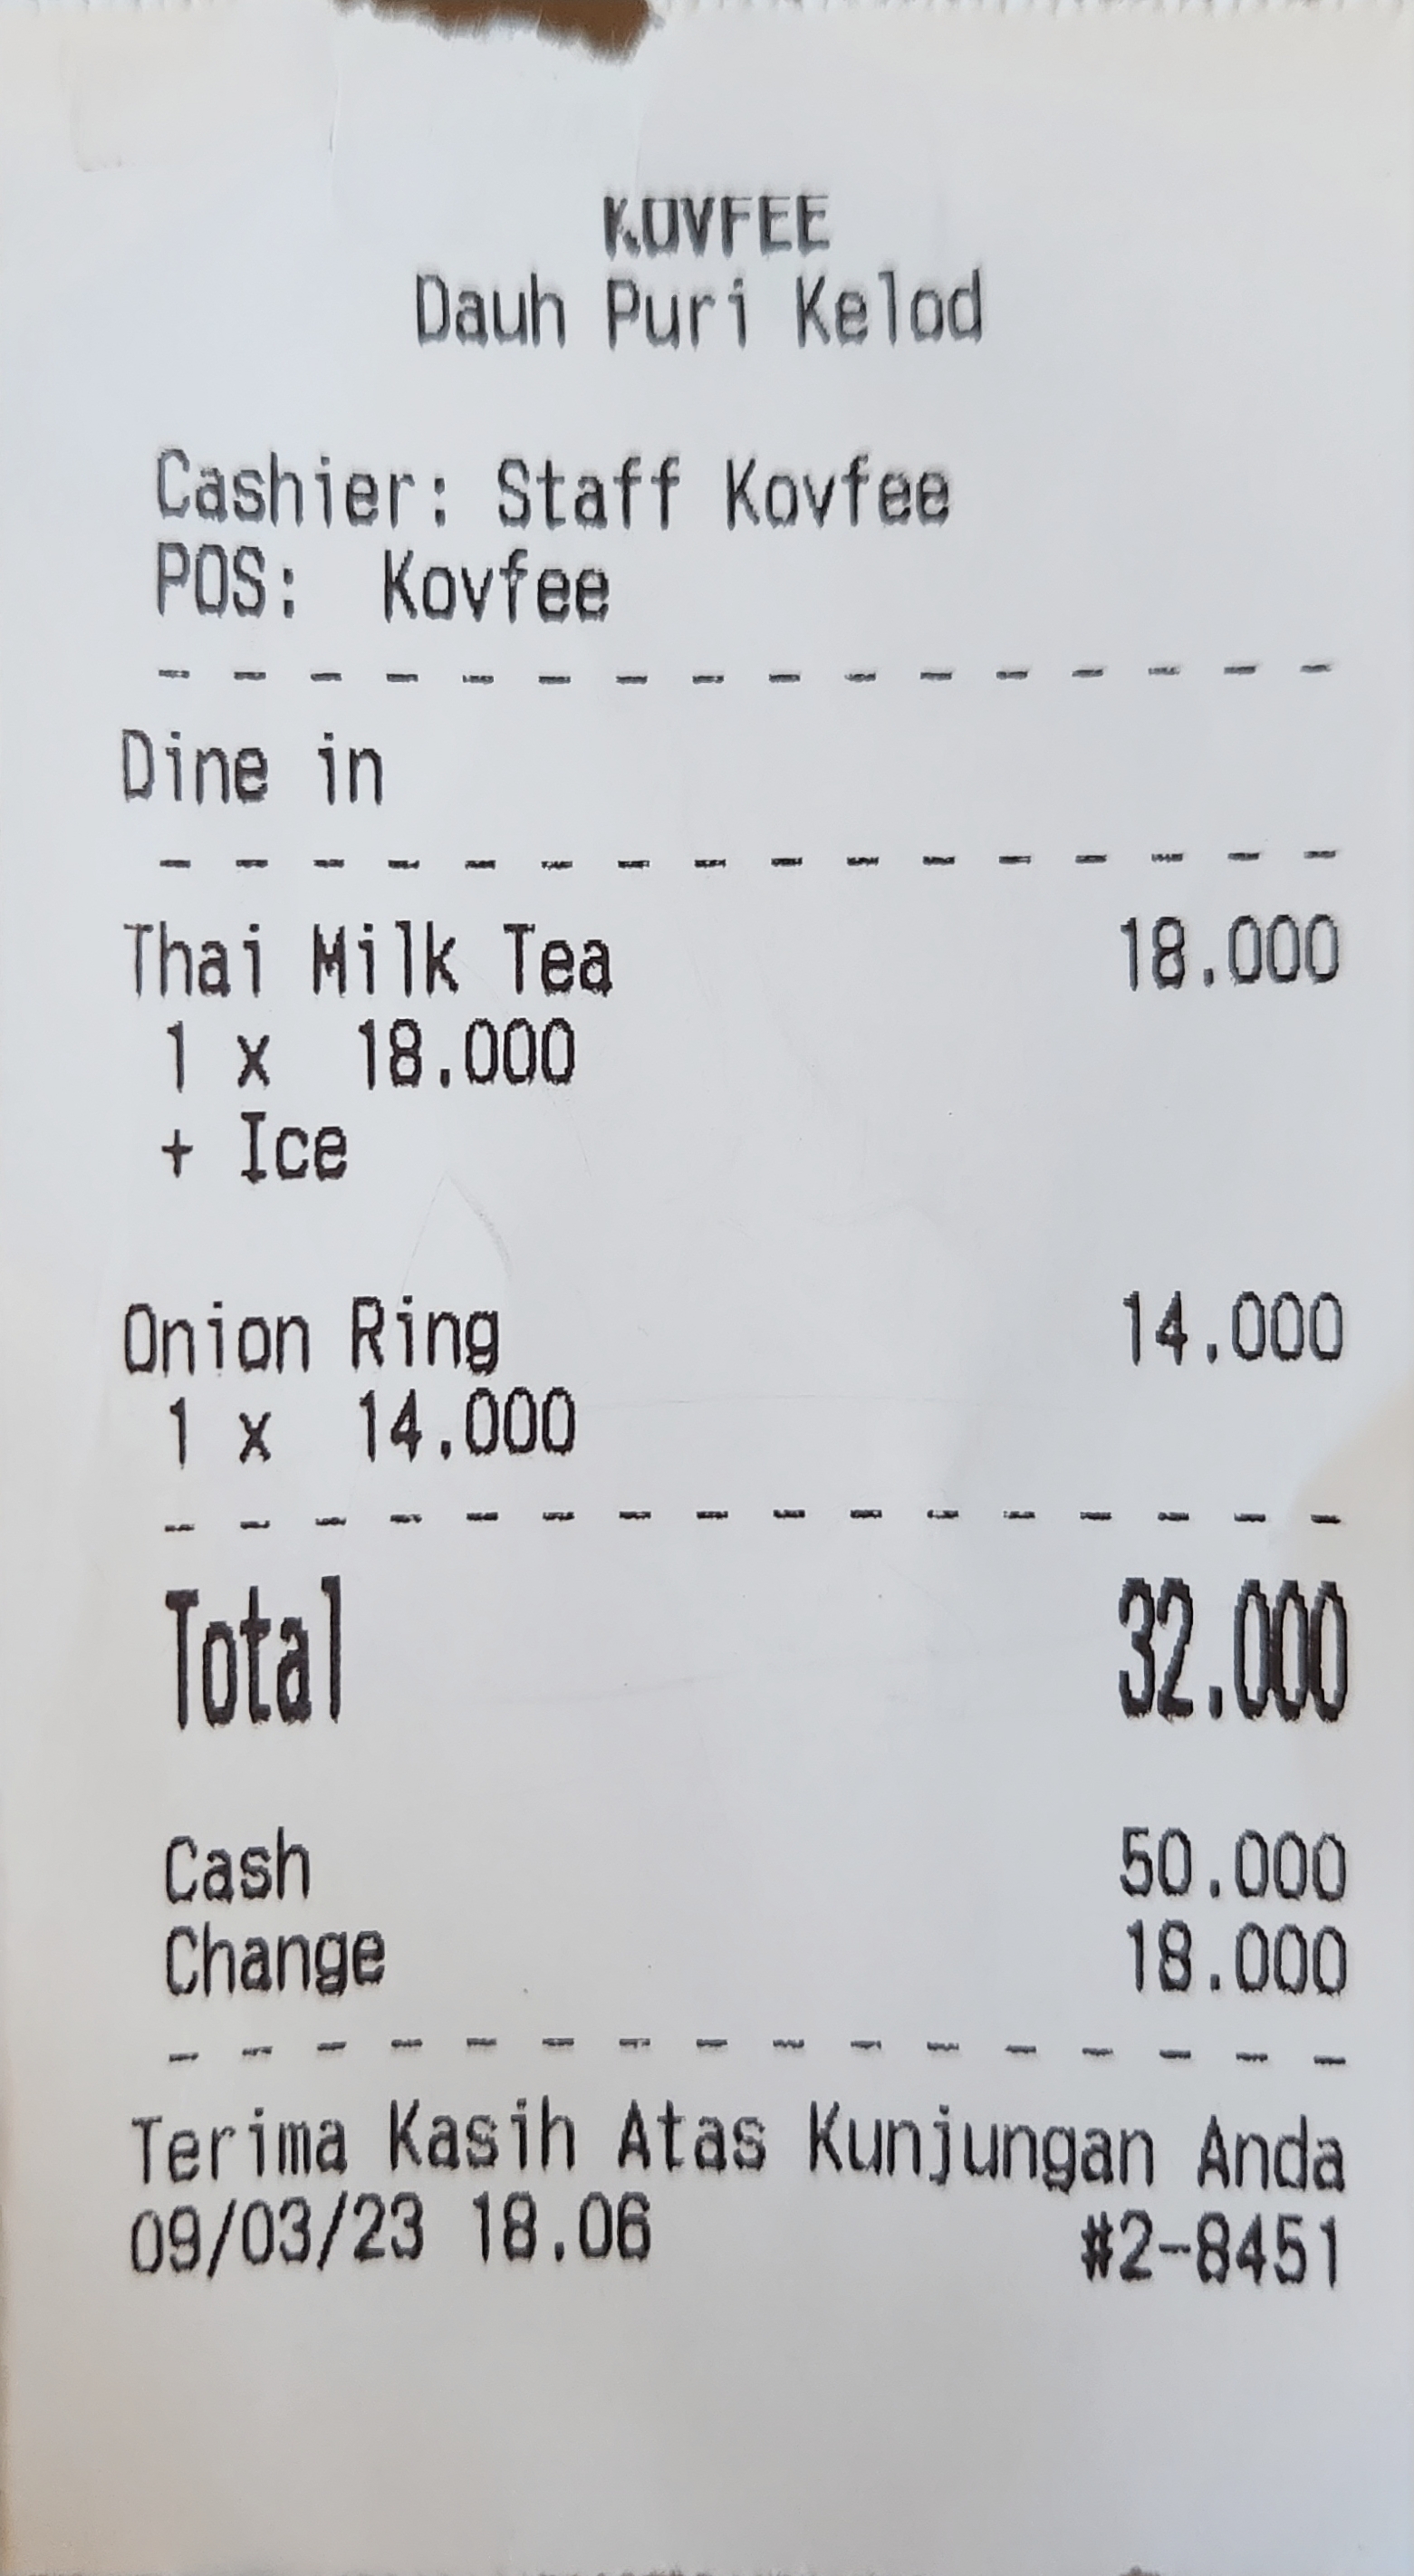 KOVFEE
Dauh Puri Kelod
Cashier: Staff Kovfee
POS: Kovfee
- - - - - - - - - - - - - - - -
Dine in
- - - - - - - - - - - - - - - -
Thai Milk Tea 18.000
1 x 18.000
+ Ice
Onion Ring 14.000
1 x 14.000
- - - - - - - - - - - - - - - -
Total 32.000
Cash 50.000
Change 18.000
- - - - - - - - - - - - - - - -
Terima Kasih Atas Kunjungan Anda
09/03/23 18.06 #2-8451